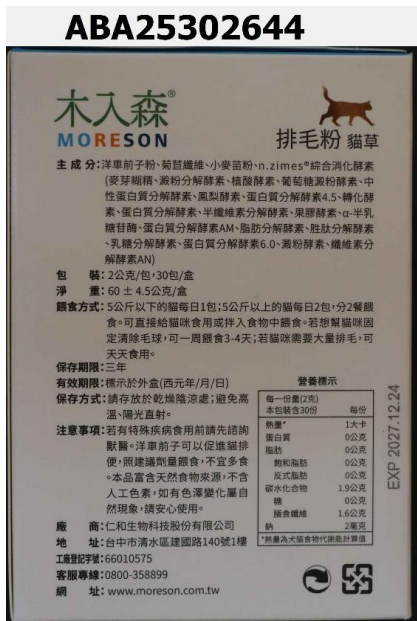 ABA25302644
木入森®
MORESON
排毛粉 貓草
主 成 分:洋車前子粉、菊苣纖維、小麥苗粉、n.zimes®綜合消化酵素
(麥芽糊精、澱粉分解酵素、植酸酵素、葡萄糖澱粉酵素、中
性蛋白質分解酵素、鳳梨酵素、蛋白質分解酵素4.5、轉化酵
素、蛋白質分解酵素、半纖維素分解酵素、果膠酵素、α-半乳
糖苷酶、蛋白質分解酵素AM、脂肪分解酵素、胜肽分解酵素
、乳糖分解酵素、蛋白質分解酵素6.0、澱粉酵素、纖維素分
解酵素AN)
包 裝:2公克/包,30包/盒
淨 重:60 ± 4.5公克/盒
餵食方式:5公斤以下的貓每日1包;5公斤以上的貓每日2包,分2餐餵
食。可直接給貓咪食用或拌入食物中餵食。若想幫貓咪固
定清除毛球,可一周餵食3-4天;若貓咪需要大量排毛,可
天天食用。
保存期限:三年
有效期限:標示於外盒(西元年/月/日)
保存方式:請存放於乾燥陰涼處;避免高
溫、陽光直射。
注意事項:若有特殊疾病食用前請先諮詢
獸醫。洋車前子可以促進貓排
便,照建議劑量餵食,不宜多食
。本品富含天然食物來源,不含
人工色素,如有色澤變化屬自
然現象,請安心使用。
廠 商:仁和生物科技股份有限公司
地 址:台中市清水區建國路140號1樓
工廠登記字號:66010575
客服專線:0800-358899
網 址:www.moreson.com.tw
營養標示
每一份量(2克)
本包裝含30份 每份
熱量* 1大卡
蛋白質 0公克
脂肪 0公克
飽和脂肪 0公克
反式脂肪 0公克
碳水化合物 1.9公克
糖 0公克
膳食纖維 1.6公克
鈉 2毫克
*熱量為犬貓食物代謝能計算值
EXP 2027.12.24